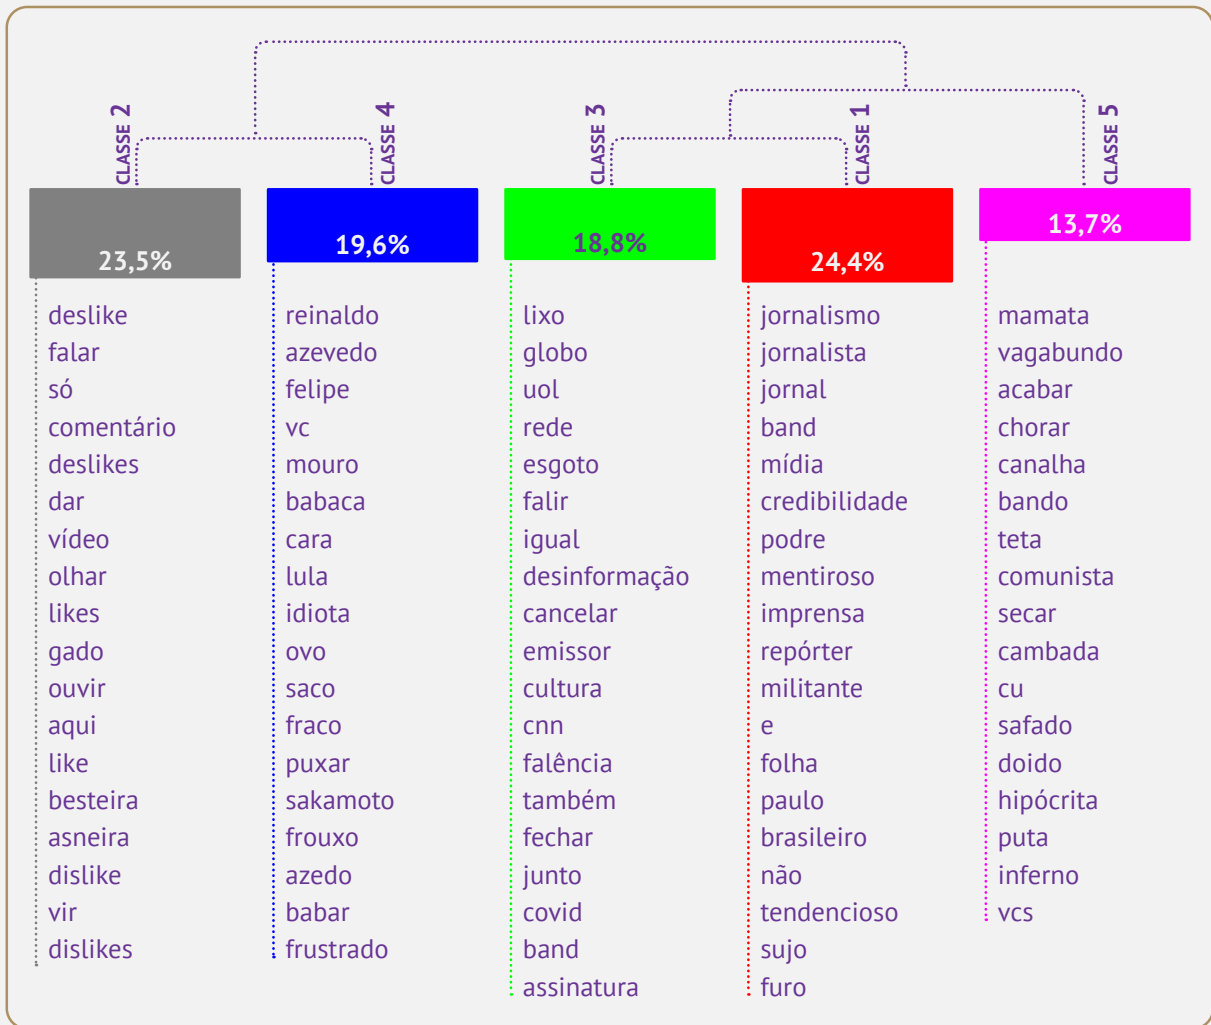 CLASSE 2
23,5%
deslike
falar
só
comentário
deslikes
dar
vídeo
olhar
likes
gado
ouvir
aqui
like
besteira
asneira
dislike
vir
dislikes
CLASSE 4
19,6%
reinaldo
azevedo
felipe
vc
mouro
babaca
cara
lula
idiota
ovo
saco
fraco
puxar
sakamoto
frouxo
azedo
babar
frustrado
CLASSE 3
18,8%
lixo
globo
uol
rede
esgoto
falir
igual
desinformação
cancelar
emissor
cultura
cnn
falência
também
fechar
junto
covid
band
assinatura
CLASSE 1
24,4%
jornalismo
jornalista
jornal
band
mídia
credibilidade
podre
mentiroso
imprensa
repórter
militante
e
folha
paulo
brasileiro
não
tendencioso
sujo
furo
CLASSE 5
13,7%
mamata
vagabundo
acabar
chorar
canalha
bando
teta
comunista
secar
cambada
cu
safado
doido
hipócrita
puta
inferno
vcs